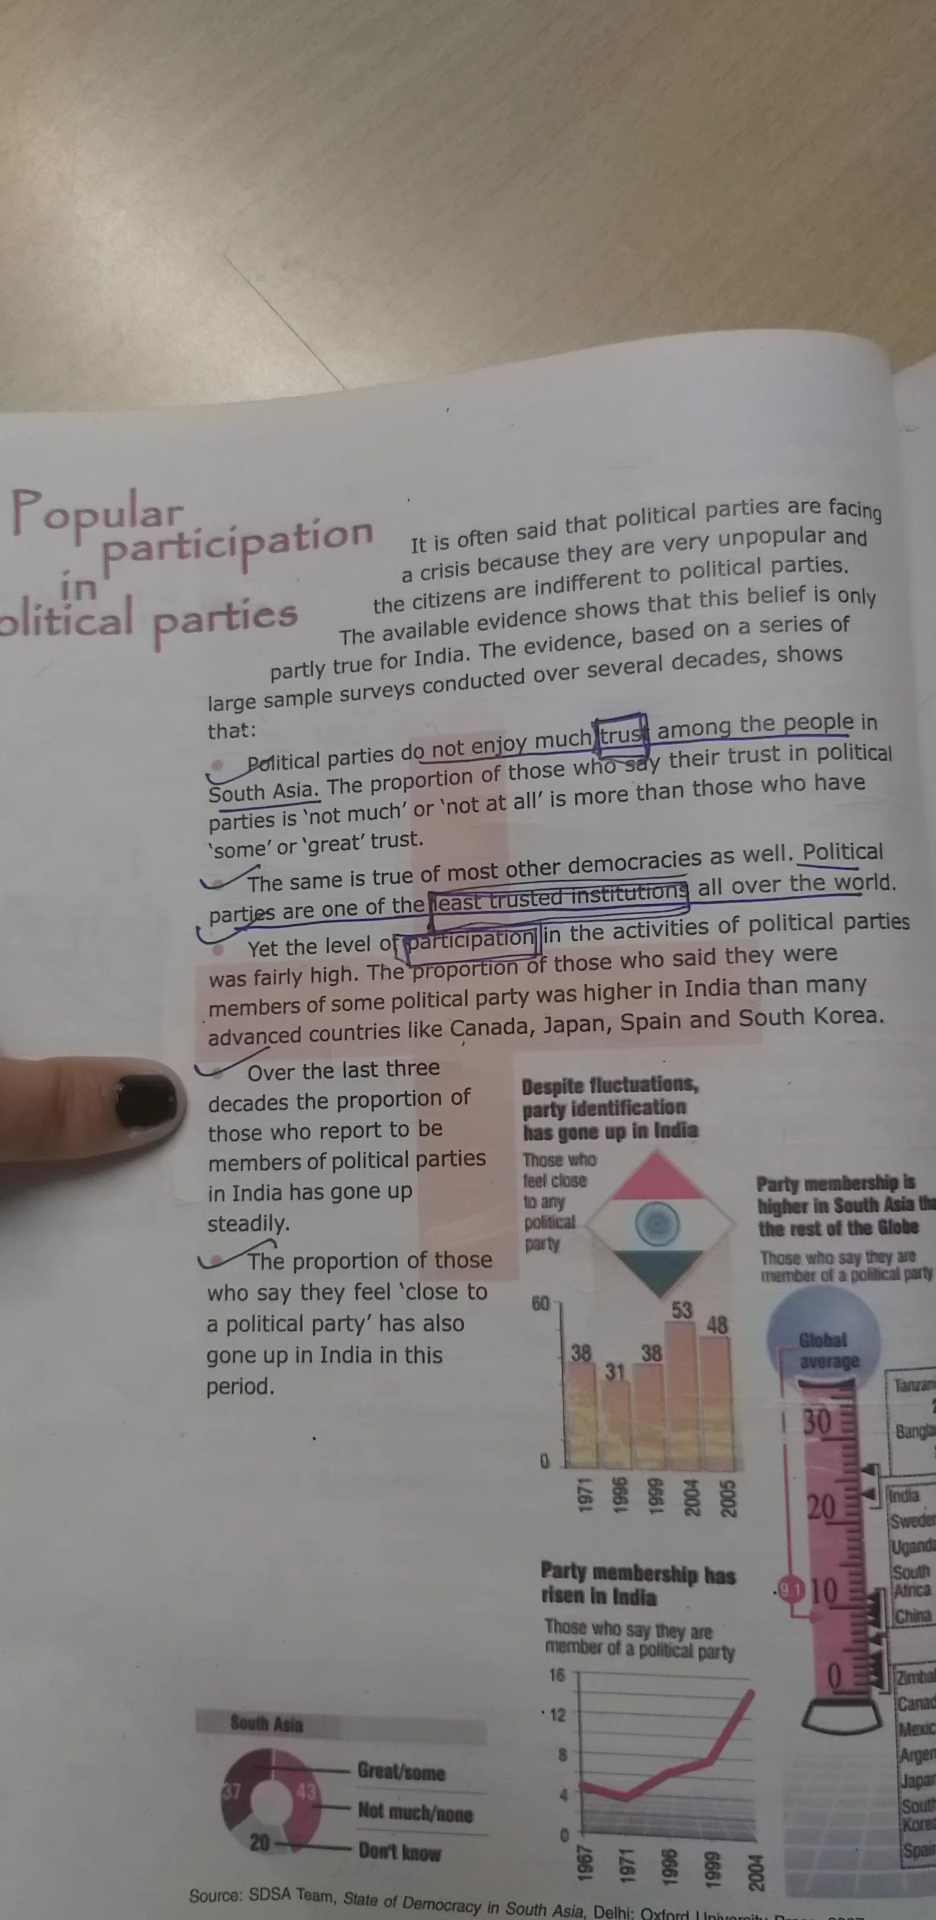 Popular
participation
in
political parties
It is often said that political parties are facing
a crisis because they are very unpopular and
the citizens are indifferent to political parties.
The available evidence shows that this belief is only
partly true for India. The evidence, based on a series of
large sample surveys conducted over several decades, shows
that:
Political parties do not enjoy much trust among the people in
South Asia. The proportion of those who say their trust in political
parties is ‘not much’ or ‘not at all’ is more than those who have
‘some’ or ‘great’ trust.
The same is true of most other democracies as well. Political
parties are one of the least trusted institutions all over the world.
Yet the level of participation in the activities of political parties
was fairly high. The proportion of those who said they were
members of some political party was higher in India than many
advanced countries like Canada, Japan, Spain and South Korea.
Over the last three
decades the proportion of
those who report to be
members of political parties
in India has gone up
steadily.
The proportion of those
who say they feel ‘close to
a political party’ has also
gone up in India in this
period.
Despite fluctuations,
party identification
has gone up in India
Those who
feel close
to any
political
party
60
38
31
38
53
48
0
1971
1996
1999
2004
2005
Party membership has
risen in India
Those who say they are
member of a political party
16
12
8
4
0
1967
1971
1996
1999
2004
Party membership is
higher in South Asia
the rest of the Globe
Those who say they are
member of a political party
Global
average
30
20
9.1 10
0
India
South
Africa
China
South
South Asia
37
43
20
Great/some
Not much/none
Don't know
Source: SDSA Team, State of Democracy in South Asia, Delhi: Oxford University